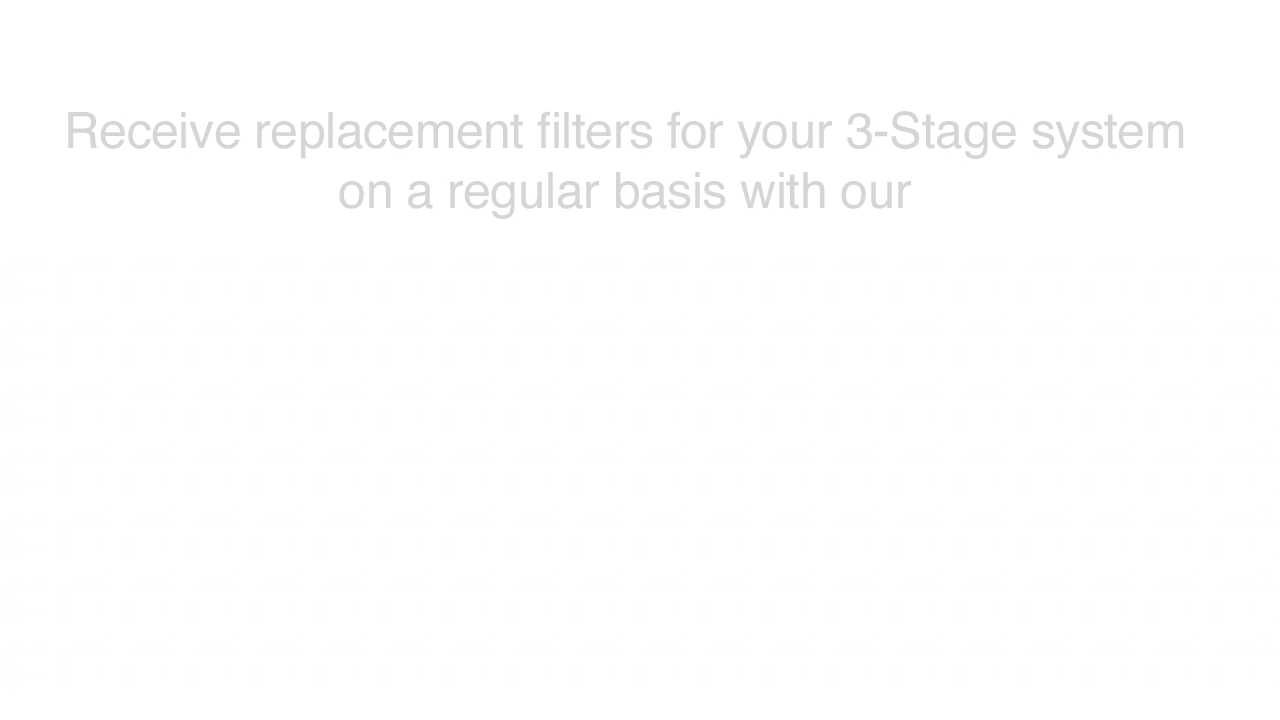 Receive replacement filters for your 3-Stage system
on a regular basis with our